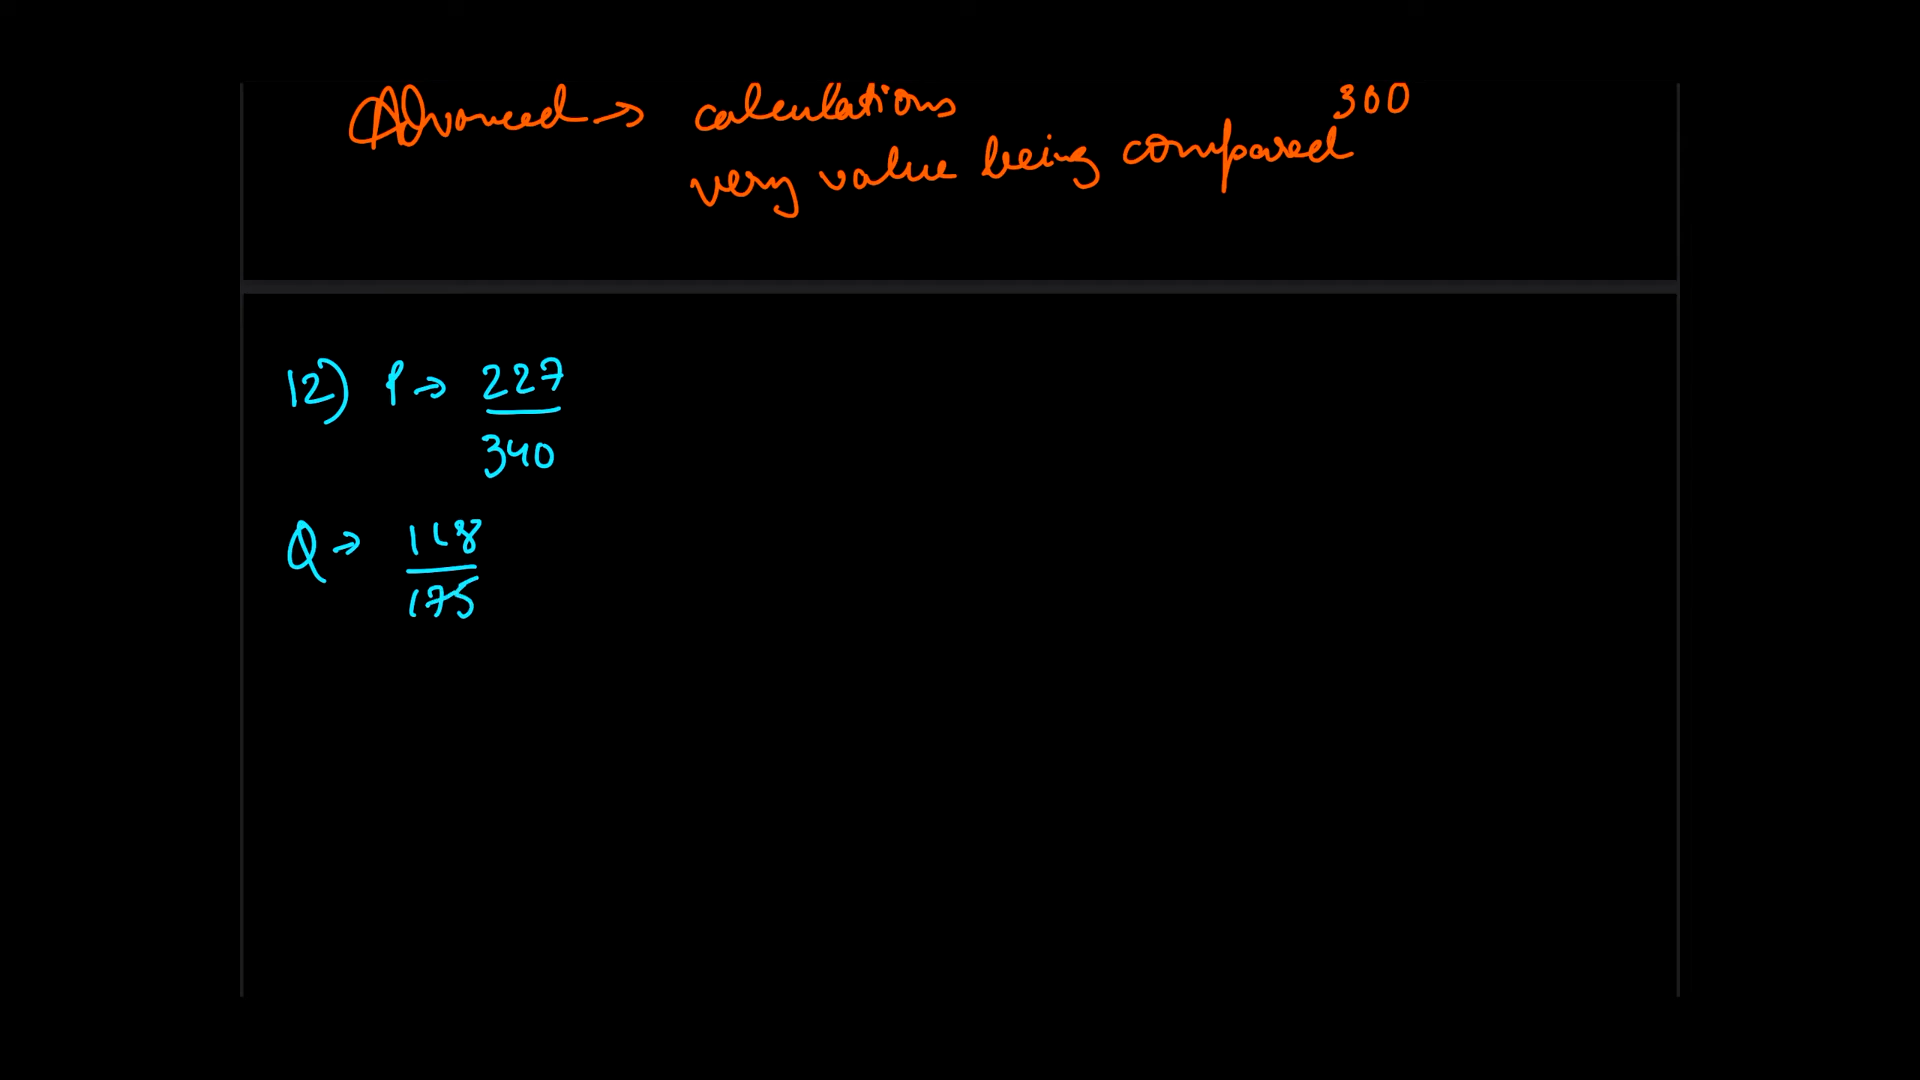 Advanced → calculations 300
very value being compared
12) P → 227
340
Q → 118
175